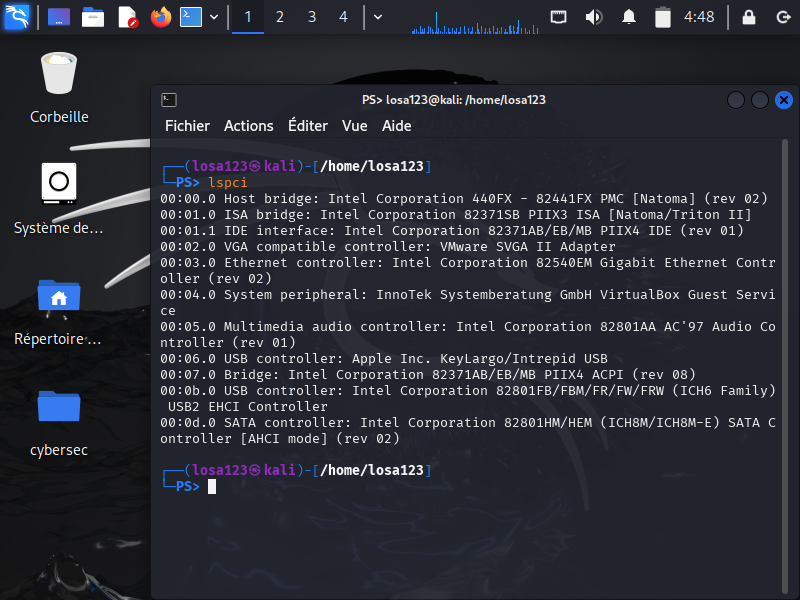 1 2 3 4 4:48
Corbeille
Système de...
Répertoire ...
cybersec
PS> losa123@kali: /home/losa123
Fichier Actions Éditer Vue Aide
┌──(losa123㉿kali)-[/home/losa123]
└─PS> lspci
00:00.0 Host bridge: Intel Corporation 440FX - 82441FX PMC [Natoma] (rev 02)
00:01.0 ISA bridge: Intel Corporation 82371SB PIIX3 ISA [Natoma/Triton II]
00:01.1 IDE interface: Intel Corporation 82371AB/EB/MB PIIX4 IDE (rev 01)
00:02.0 VGA compatible controller: VMware SVGA II Adapter
00:03.0 Ethernet controller: Intel Corporation 82540EM Gigabit Ethernet Contr
oller (rev 02)
00:04.0 System peripheral: InnoTek Systemberatung GmbH VirtualBox Guest Servi
ce
00:05.0 Multimedia audio controller: Intel Corporation 82801AA AC'97 Audio Co
ntroller (rev 01)
00:06.0 USB controller: Apple Inc. KeyLargo/Intrepid USB
00:07.0 Bridge: Intel Corporation 82371AB/EB/MB PIIX4 ACPI (rev 08)
00:0b.0 USB controller: Intel Corporation 82801FB/FBM/FR/FW/FRW (ICH6 Family)
 USB2 EHCI Controller
00:0d.0 SATA controller: Intel Corporation 82801HM/HEM (ICH8M/ICH8M-E) SATA C
ontroller [AHCI mode] (rev 02)
┌──(losa123㉿kali)-[/home/losa123]
└─PS>